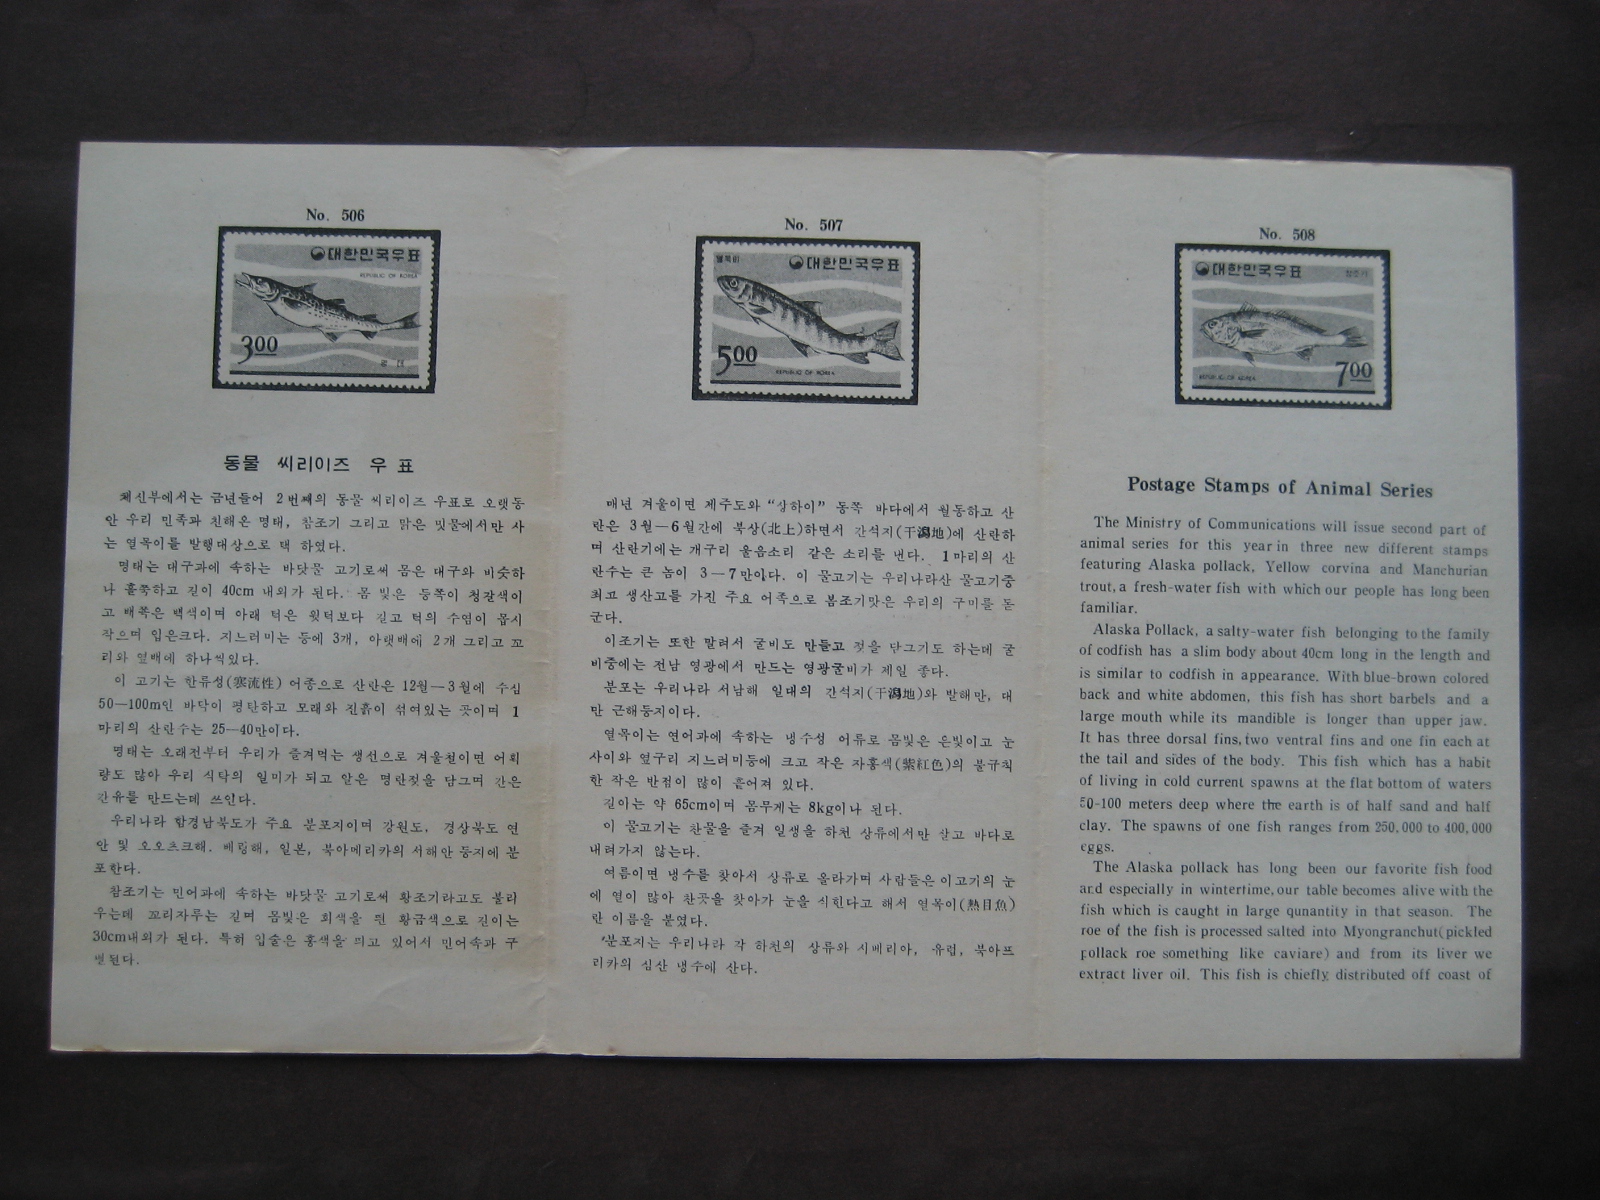 No. 506
대한민국우표
REPUBLIC OF KOREA
3.00
명 태
동물 씨리이즈 우표
체신부에서는 금년들어 2번째의 동물 씨리이즈 우표로 오랫동
안 우리 민족과 친해온 명태, 참조기 그리고 맑은 민물에서만 사
는 열목이를 발행대상으로 택 하였다.
명태는 대구과에 속하는 바닷물 고기로써 몸은 대구와 비슷하
나 훌쭉하고 길이 40cm 내외가 된다. 몸 빛은 등쪽이 청갈색이
고 배쪽은 백색이며 아래 턱은 윗턱보다 길고 턱의 수염이 몹시
작으며 입은크다. 지느러미는 등에 3개, 아랫배에 2개 그리고 꼬
리와 옆배에 하나씩있다.
이 고기는 한류성(寒流性) 어종으로 산란은 12월—3월에 수심
50—100m인 바닥이 평탄하고 모래와 진흙이 섞여있는 곳이며 1
마리의 산란수는 25—40만이다.
명태는 오래전부터 우리가 즐겨먹는 생선으로 겨울철이면 어획
량도 많아 우리 식탁의 일미가 되고 알은 명란젓을 담그며 간은
간유를 만드는데 쓰인다.
우리나라 함경남북도가 주요 분포지이며 강원도, 경상북도 연
안 및 오오츠크해, 베링해, 일본, 북아메리카의 서해안 등지에 분
포한다.
참조기는 민어과에 속하는 바닷물 고기로써 황조기라고도 불리
우는데 꼬리자루는 길며 몸빛은 회색을 띈 황금색으로 길이는
30cm내외가 된다. 특히 입술은 홍색을 띄고 있어서 민어속과 구
별된다.
No. 507
열목이
대한민국우표
5.00
REPUBLIC OF KOREA
매년 겨울이면 제주도와 “상하이” 동쪽 바다에서 월동하고 산
란은 3월—6월간에 북상(北上)하면서 간석지(干潟地)에 산란하
며 산란기에는 개구리 울음소리 같은 소리를 낸다. 1마리의 산
란수는 큰 놈이 3—7만이다. 이 물고기는 우리나라산 물고기중
최고 생산고를 가진 주요 어족으로 봄조기맛은 우리의 구미를 돋
군다.
이조기는 또한 말려서 굴비도 만들고 젓을 담그기도 하는데 굴
비중에는 전남 영광에서 만드는 영광굴비가 제일 좋다.
분포는 우리나라 서남해 일대의 간석지(干潟地)와 발해만, 대
만 근해등지이다.
열목이는 연어과에 속하는 냉수성 어류로 몸빛은 은빛이고 눈
사이와 옆구리 지느러미등에 크고 작은 자홍색(紫紅色)의 불규칙
한 작은 반점이 많이 흩어져 있다.
길이는 약 65cm이며 몸무게는 8kg이나 된다.
이 물고기는 찬물을 즐겨 일생을 하천 상류에서만 살고 바다로
내려가지 않는다.
여름이면 냉수를 찾아서 상류로 올라가며 사람들은 이고기의 눈
에 열이 많아 찬곳을 찾아가 눈을 시힌다고 해서 열목이(熱目魚)
란 이름을 붙였다.
분포지는 우리나라 각 하천의 상류와 시베리아, 유럽, 북아프
리카의 심산 냉수에 산다.
No. 508
대한민국우표
참조기
REPUBLIC OF KOREA
7.00
Postage Stamps of Animal Series
The Ministry of Communications will issue second part of
animal series for this year in three new different stamps
featuring Alaska pollack, Yellow corvina and Manchurian
trout, a fresh-water fish with which our people has long been
familiar.
Alaska Pollack, a salty-water fish belonging to the family
of codfish has a slim body about 40cm long in the length and
is similar to codfish in appearance. With blue-brown colored
back and white abdomen, this fish has short barbels and a
large mouth while its mandible is longer than upper jaw.
It has three dorsal fins, two ventral fins and one fin each at
the tail and sides of the body. This fish which has a habit
of living in cold current spawns at the flat bottom of waters
50-100 meters deep where the earth is of half sand and half
clay. The spawns of one fish ranges from 250,000 to 400,000
eggs.
The Alaska pollack has long been our favorite fish food
and especially in wintertime, our table becomes alive with the
fish which is caught in large qunantity in that season. The
roe of the fish is processed salted into Myongranchut(pickled
pollack roe something like caviare) and from its liver we
extract liver oil. This fish is chiefly distributed off coast of